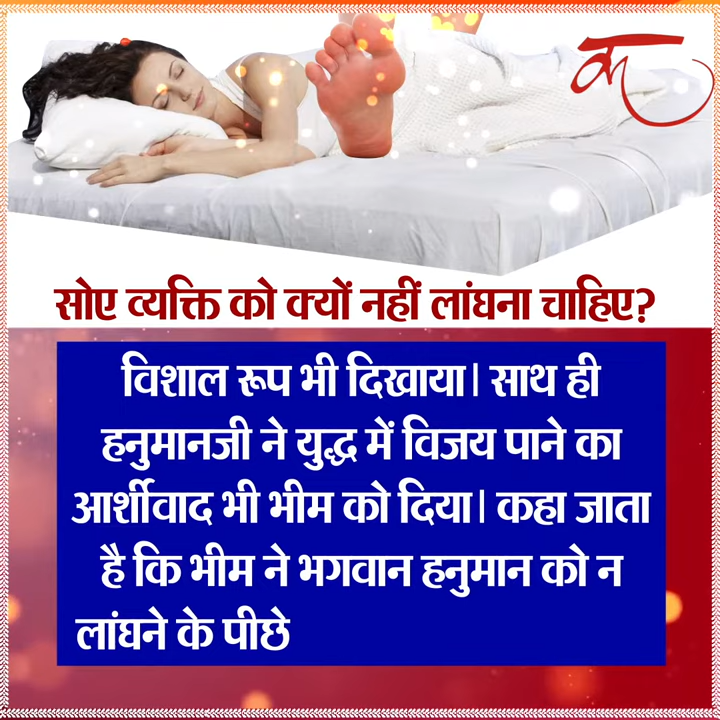 सोए व्यक्ति को क्यों नहीं लांघना चाहिए?
विशाल रूप भी दिखाया। साथ ही
हनुमानजी ने युद्ध में विजय पाने का
आर्शीवाद भी भीम को दिया। कहा जाता
है कि भीम ने भगवान हनुमान को न
लांघने के पीछे